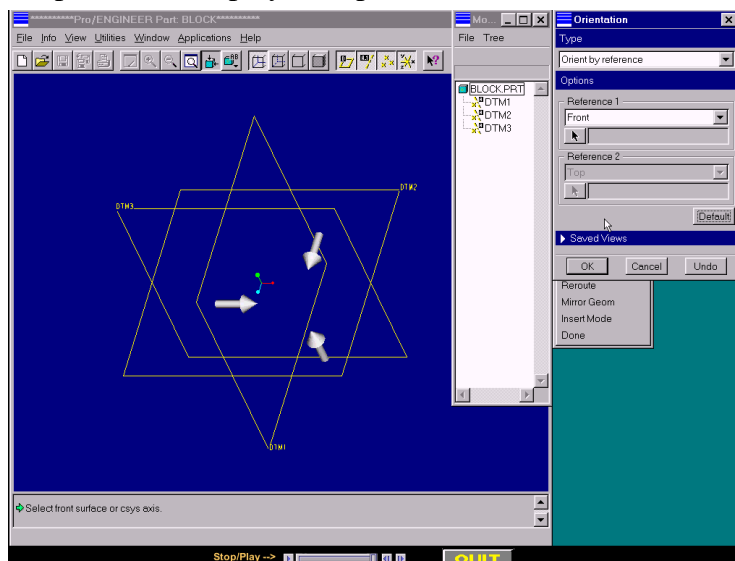 **********Pro/ENGINEER Part: BLOCK**********
File Info View Utilities Window Applications Help
DTM2
DTM3
DTM1
Select front surface or csys axis.
Mo...
File Tree
BLOCK.PRT
DTM1
DTM2
DTM3
Orientation
Type
Orient by reference
Options
Reference 1
Front
Reference 2
Top
Default
Saved Views
OK Cancel Undo
Reroute
Mirror Geom
Insert Mode
Done
Stop/Play --> QUIT